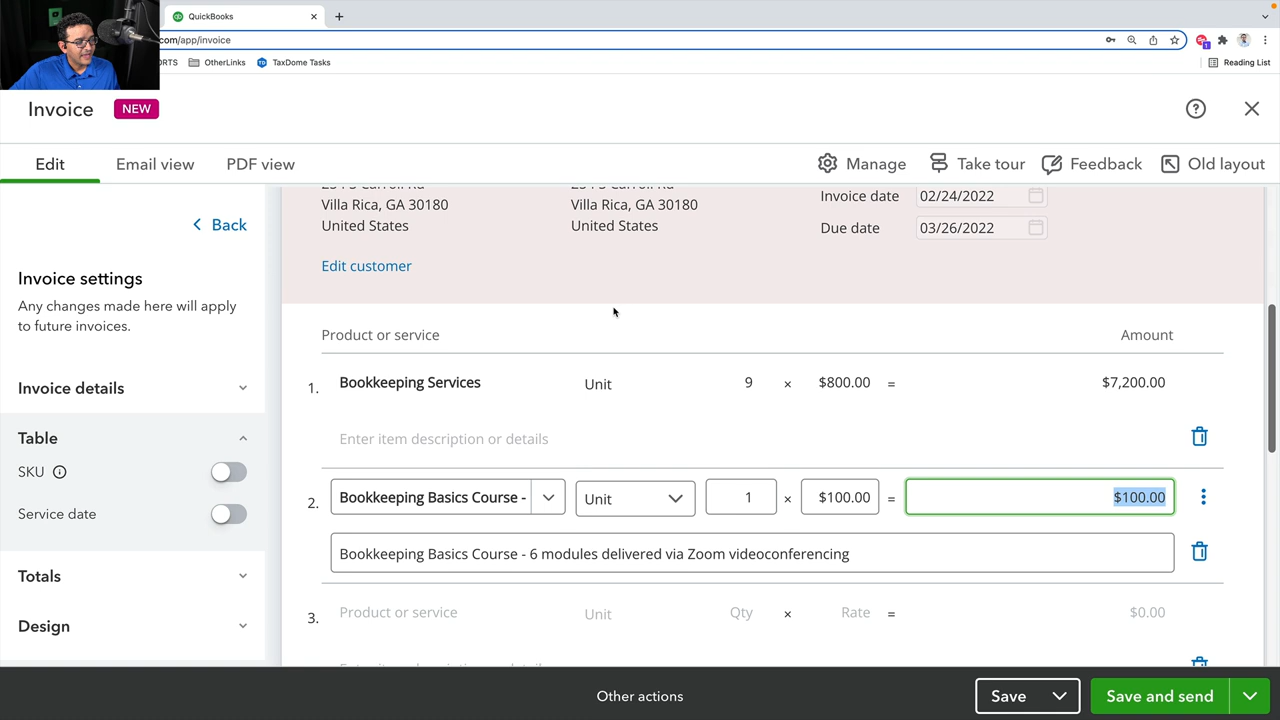 QuickBooks
com/app/invoice
ORTS OtherLinks TaxDome Tasks Reading List
Invoice NEW
Edit Email view PDF view Manage Take tour Feedback Old layout
Villa Rica, GA 30180 Villa Rica, GA 30180 Invoice date 02/24/2022
United States United States Due date 03/26/2022
Edit customer
Back
Invoice settings
Any changes made here will apply
to future invoices.
Invoice details
Table
SKU
Service date
Totals
Design
Product or service Amount
1. Bookkeeping Services Unit 9 × $800.00 = $7,200.00
Enter item description or details
2. Bookkeeping Basics Course - Unit 1 × $100.00 = $100.00
Bookkeeping Basics Course - 6 modules delivered via Zoom videoconferencing
3. Product or service Unit Qty × Rate = $0.00
Other actions Save Save and send